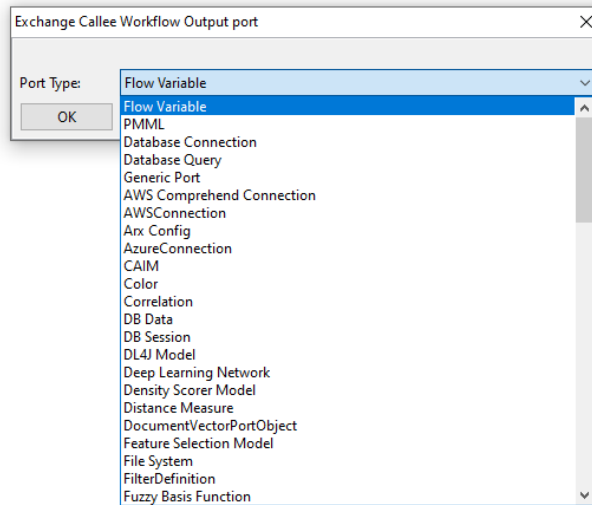 Exchange Callee Workflow Output port
Port Type: Flow Variable
OK
Flow Variable
PMML
Database Connection
Database Query
Generic Port
AWS Comprehend Connection
AWSConnection
Arx Config
AzureConnection
CAIM
Color
Correlation
DB Data
DB Session
DL4J Model
Deep Learning Network
Density Scorer Model
Distance Measure
DocumentVectorPortObject
Feature Selection Model
File System
FilterDefinition
Fuzzy Basis Function